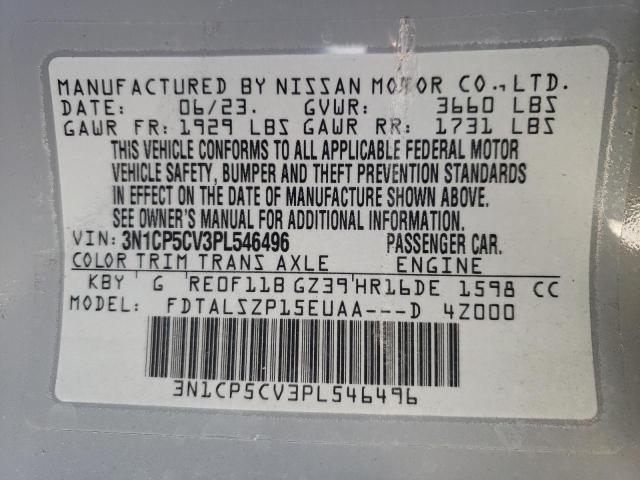 MANUFACTURED BY NISSAN MOTOR CO., LTD.
DATE: 06/23. GVWR: 3660 LBS
GAWR FR: 1929 LBS GAWR RR: 1731 LBS
THIS VEHICLE CONFORMS TO ALL APPLICABLE FEDERAL MOTOR
VEHICLE SAFETY, BUMPER AND THEFT PREVENTION STANDARDS
IN EFFECT ON THE DATE OF MANUFACTURE SHOWN ABOVE.
SEE OWNER'S MANUAL FOR ADDITIONAL INFORMATION.
VIN: 3N1CP5CV3PL546496 PASSENGER CAR.
COLOR TRIM TRANS AXLE ENGINE
KBY G RE0F11B GZ39 HR16DE 1598 CC
MODEL: FDTALSZP15EUAA---D 4Z000
3N1CP5CV3PL546496